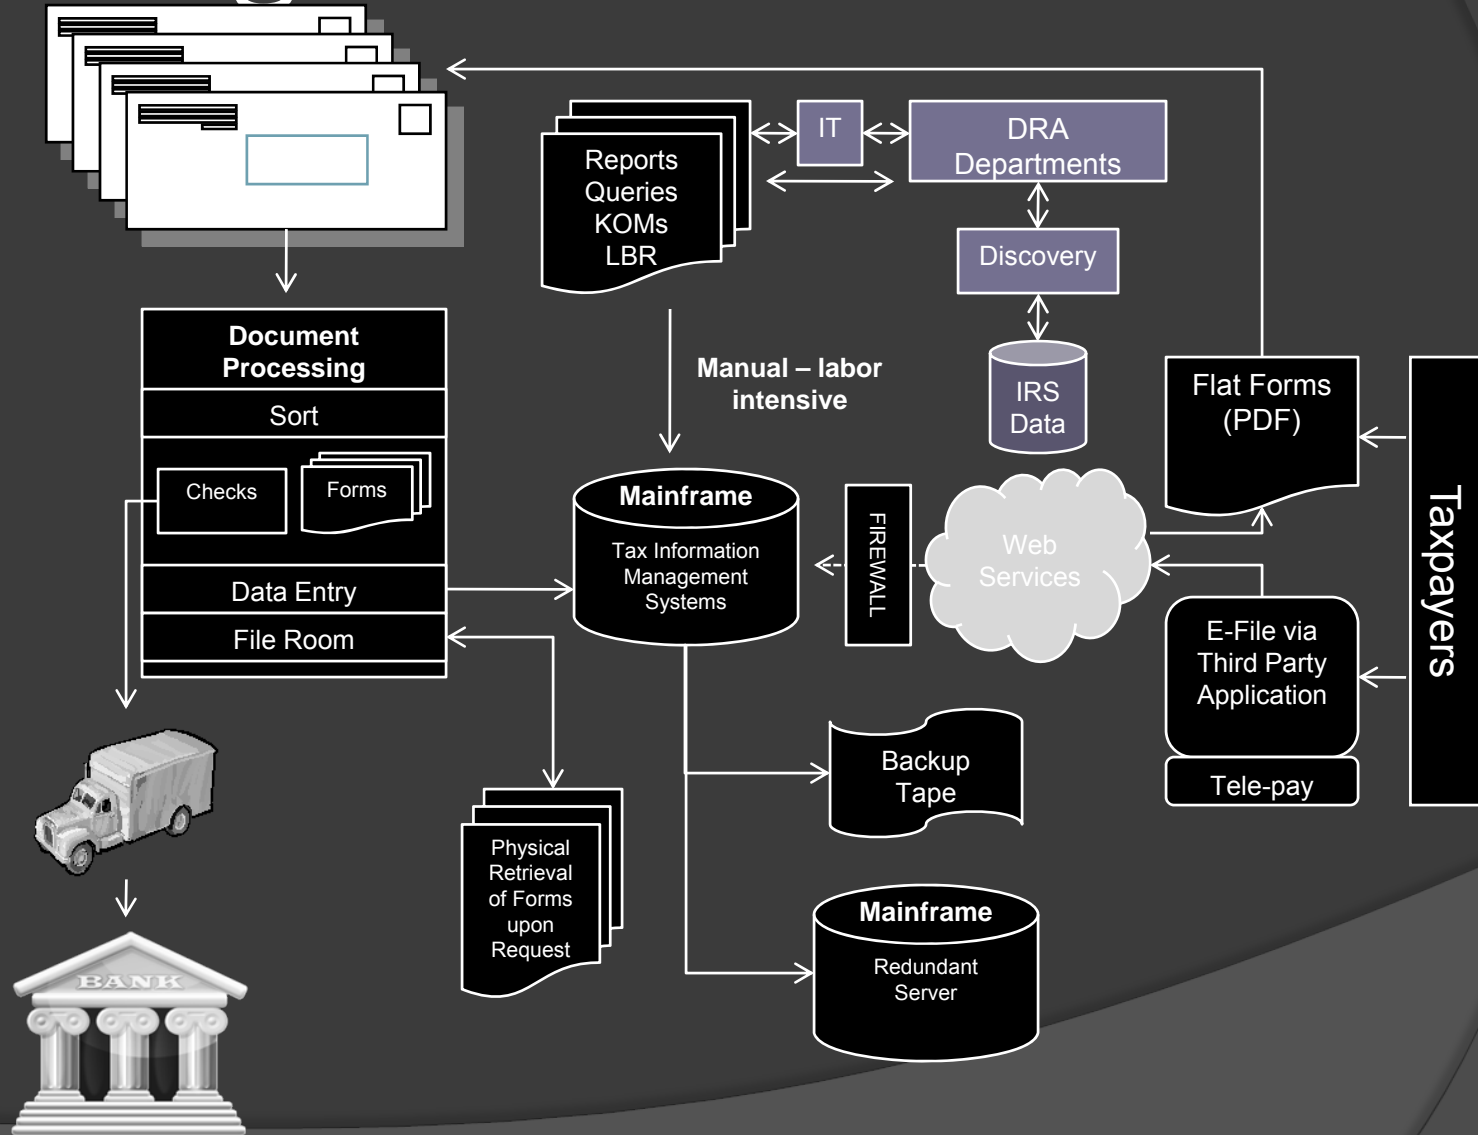 Reports
Queries
KOMs
LBR
IT
DRA
Departments
Discovery
IRS
Data
Document
Processing
Sort
Checks
Forms
Data Entry
File Room
Manual – labor
intensive
Mainframe
Tax Information
Management
Systems
FIREWALL
Web
Services
Flat Forms
(PDF)
E-File via
Third Party
Application
Tele-pay
Taxpayers
Backup
Tape
Physical
Retrieval
of Forms
upon
Request
Mainframe
Redundant
Server
BANK